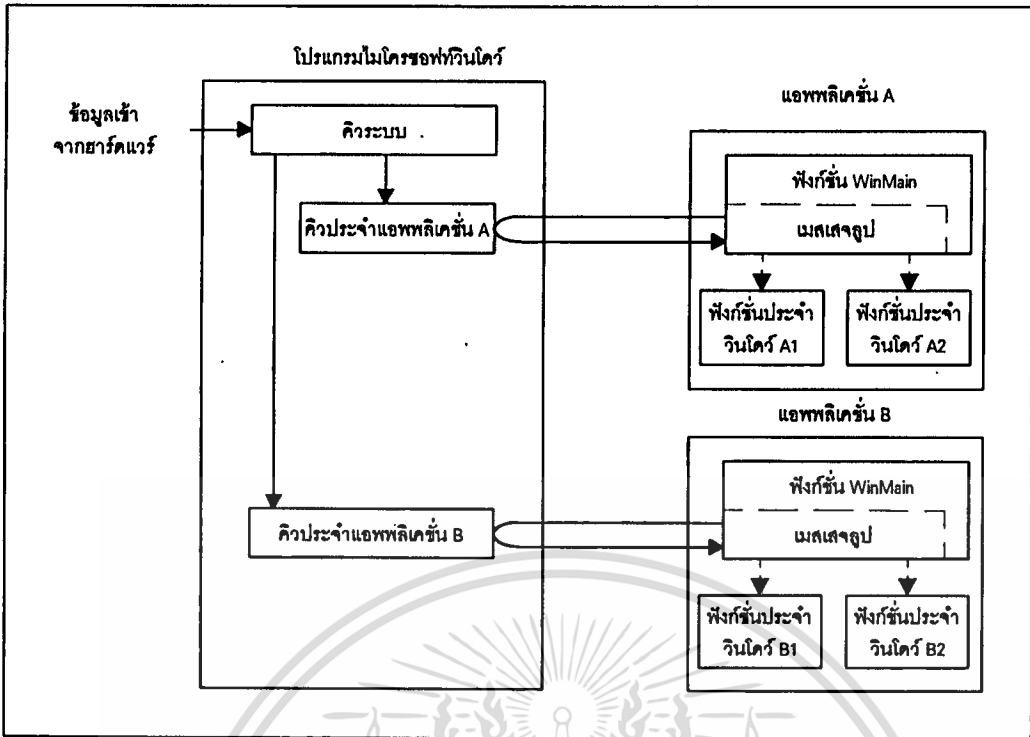 โปรแกรมไมโครซอฟท์วินโดว์
ข้อมูลเข้า
จากฮาร์ดแวร์
คิวระบบ
คิวประจำแอพพลิเคชั่น A
คิวประจำแอพพลิเคชั่น B
แอพพลิเคชั่น A
ฟังก์ชั่น WinMain
เมสเสจลูป
ฟังก์ชั่นประจำ
วินโดว์ A1
ฟังก์ชั่นประจำ
วินโดว์ A2
แอพพลิเคชั่น B
ฟังก์ชั่น WinMain
เมสเสจลูป
ฟังก์ชั่นประจำ
วินโดว์ B1
ฟังก์ชั่นประจำ
วินโดว์ B2